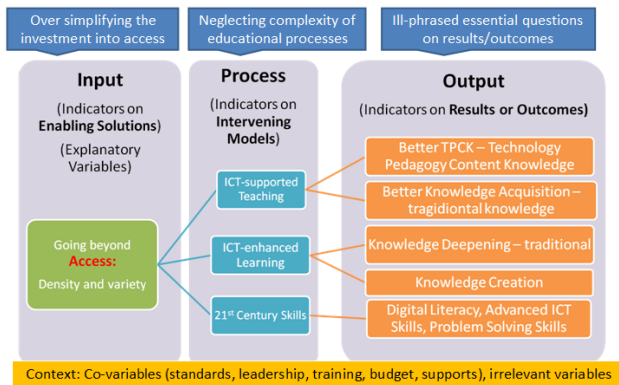 Over simplifying the
investment into access
Neglecting complexity of
educational processes
Ill-phrased essential questions
on results/outcomes
Input
(Indicators on
Enabling Solutions)
(Explanatory
Variables)
Going beyond
Access:
Density and variety
Process
(Indicators on
Intervening
Models)
ICT-supported
Teaching
ICT-enhanced
Learning
21st Century Skills
Output
(Indicators on Results or Outcomes)
Better TPCK – Technology
Pedagogy Content Knowledge
Better Knowledge Acquisition –
tragidiontal knowledge
Knowledge Deepening – traditional
Knowledge Creation
Digital Literacy, Advanced ICT
Skills, Problem Solving Skills
Context: Co-variables (standards, leadership, training, budget, supports), irrelevant variables